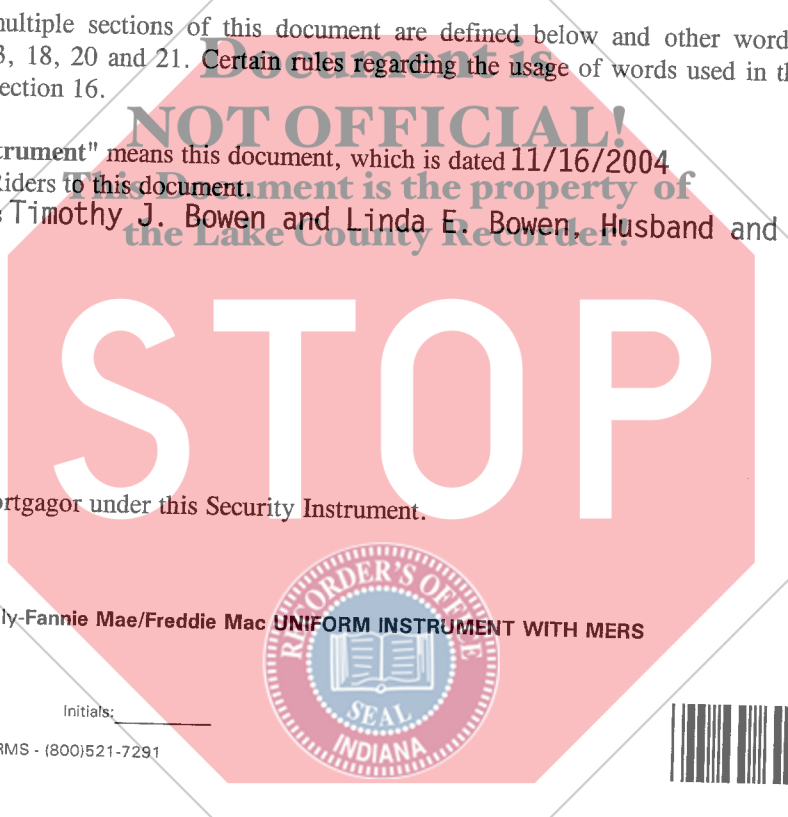 multiple sections of this document are defined below and other word
3, 18, 20 and 21. Certain rules regarding the usage of words used in th
ection 16.
Document is
NOT OFFICIAL!
trument" means this document, which is dated 11/16/2004
Riders to this document.
This Document is the property of
Timothy J. Bowen and Linda E. Bowen, Husband and
the Lake County Recorder!
STOP
ortgagor under this Security Instrument.
RECORDER'S OFFICE
ly-Fannie Mae/Freddie Mac UNIFORM INSTRUMENT WITH MERS
SEAL
INDIANA
Initials:
RMS - (800)521-7291